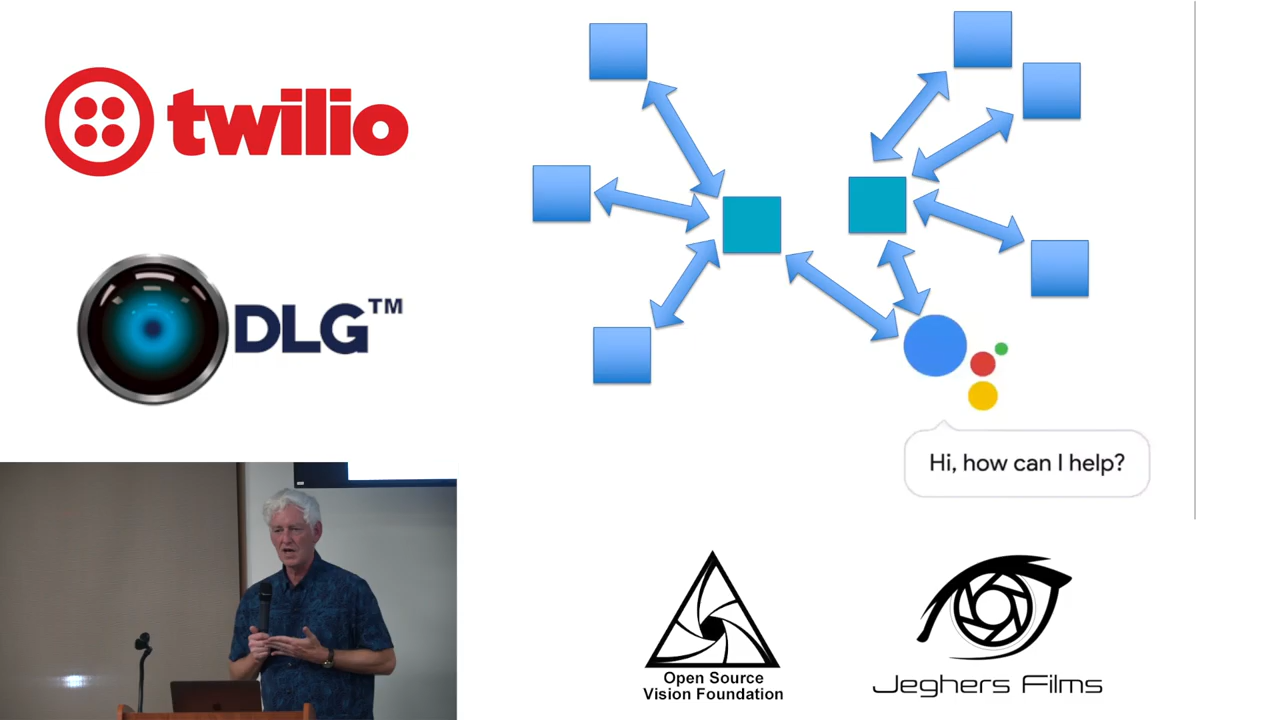 twilio
DLG™
Hi, how can I help?
Open Source
Vision Foundation
Jeghers Films